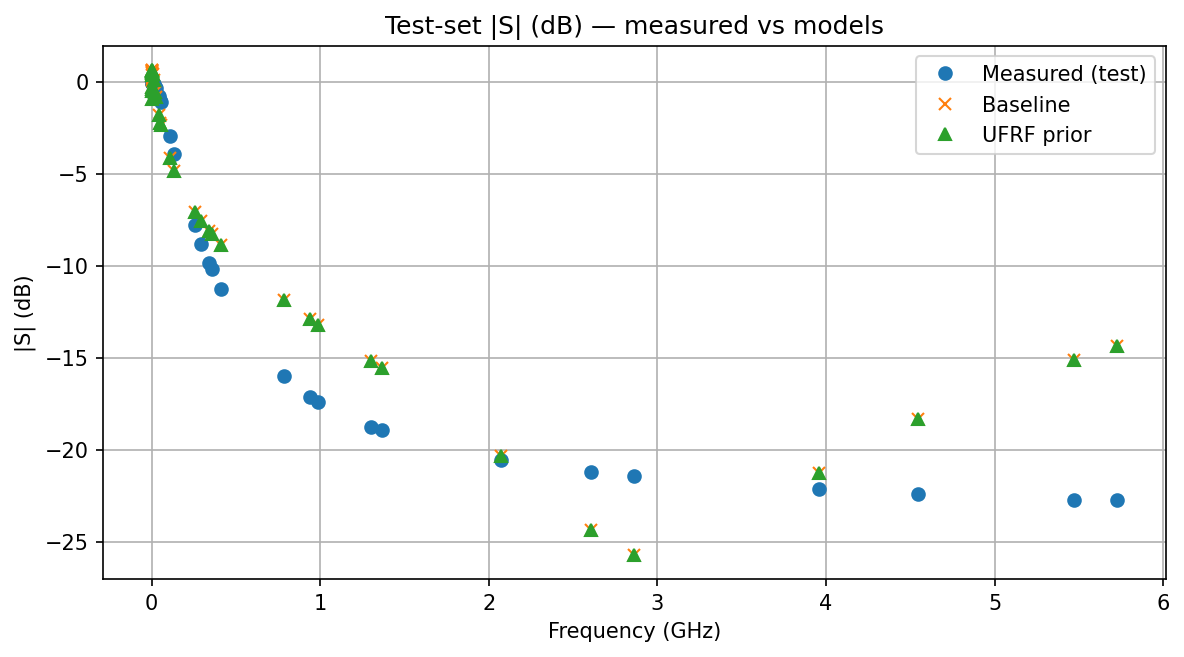 Test-set |S| (dB) — measured vs models
Measured (test)
Baseline
UFRF prior
|S| (dB)
0
−5
−10
−15
−20
−25
0 1 2 3 4 5 6
Frequency (GHz)